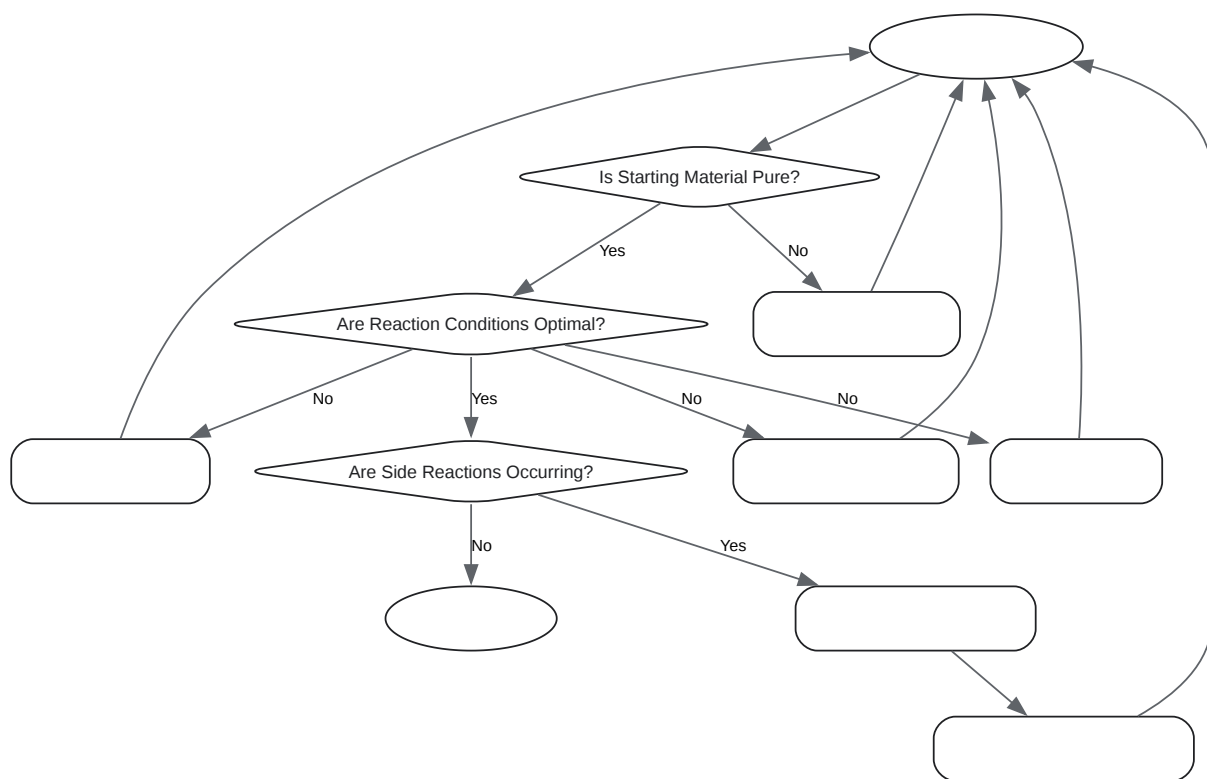 Is Starting Material Pure?
Yes
No
Are Reaction Conditions Optimal?
No
Yes
No
No
Are Side Reactions Occurring?
No
Yes